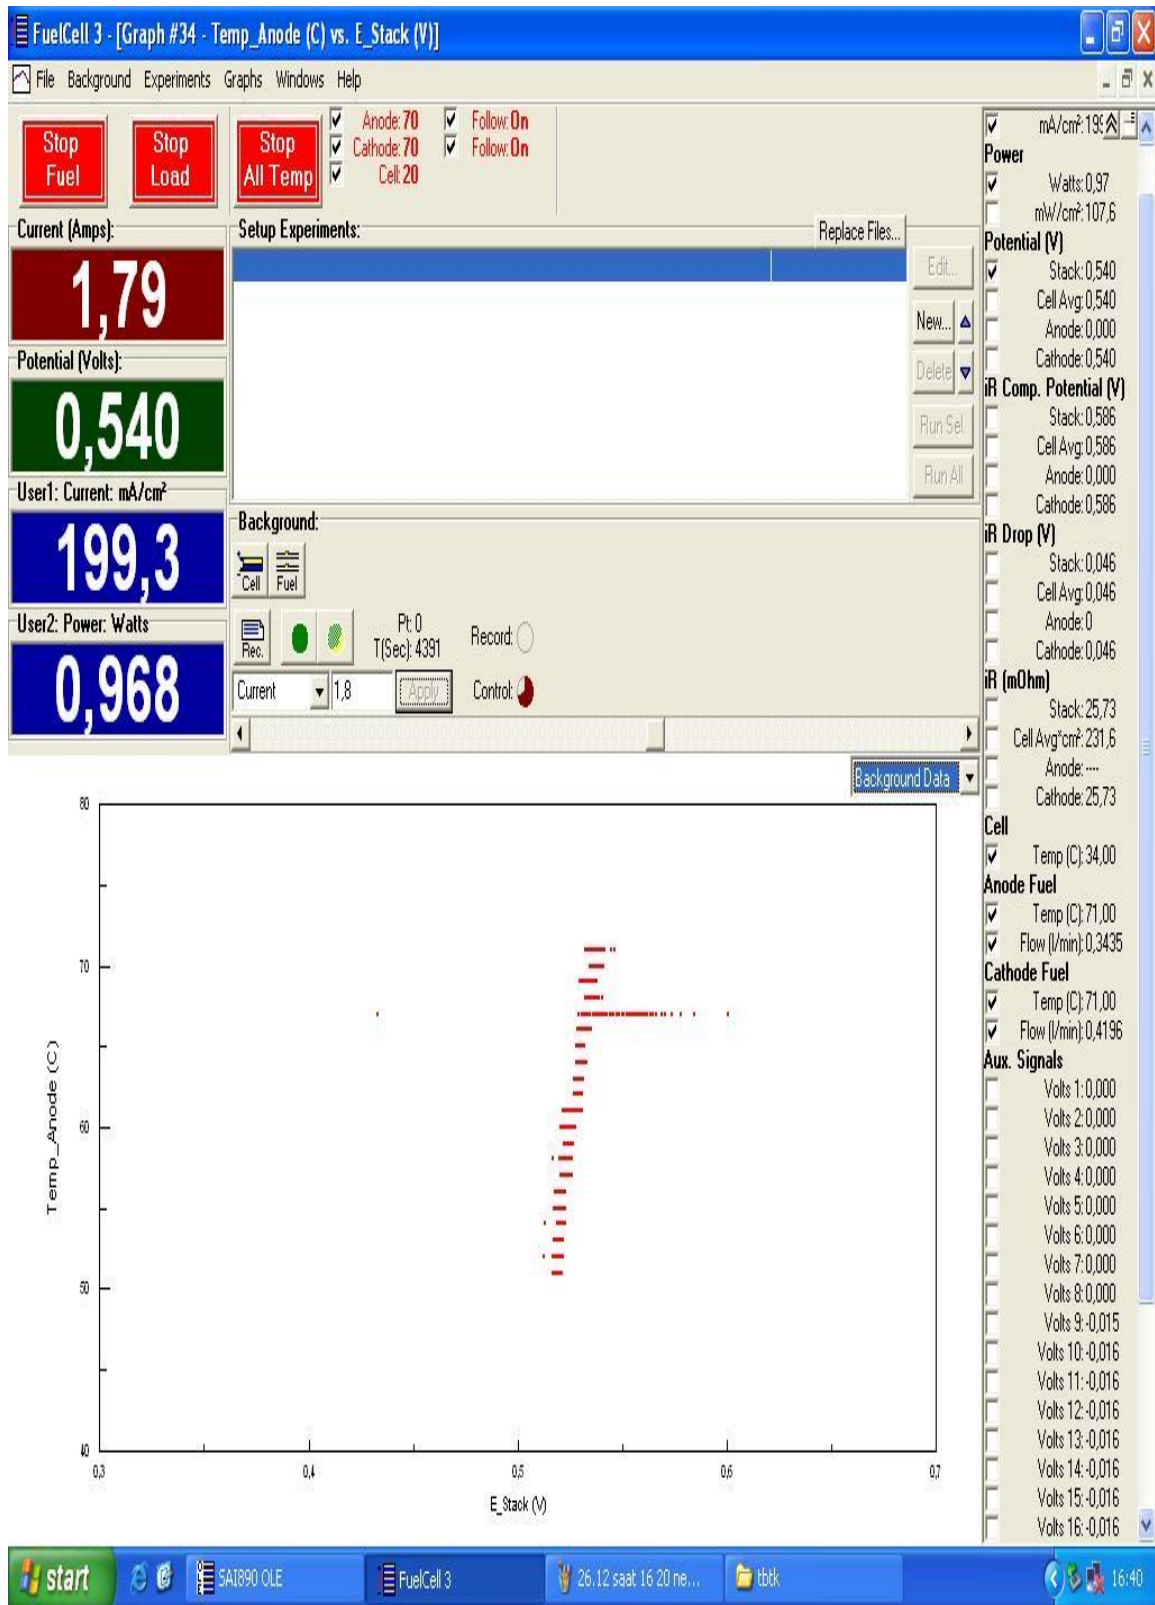 FuelCell 3 - [Graph #34 - Temp_Anode (C) vs. E_Stack (V)]
File Background Experiments Graphs Windows Help
Stop Fuel
Stop Load
Stop All Temp
Anode: 70
Follow: On
Cathode: 70
Follow: On
Cell: 20
Current (Amps):
1,79
Potential (Volts):
0,540
User1: Current: mA/cm²
199,3
User2: Power: Watts
0,968
Setup Experiments:
Replace Files...
Edit...
New...
Delete
Run Sel.
Run All
Background:
Cell
Fuel
Rec.
Pt: 0
T(Sec): 4391
Record:
Current
1,8
Apply
Control:
Background Data
mA/cm²: 199
Power
Watts: 0,97
mW/cm²: 107,6
Potential (V)
Stack: 0,540
Cell Avg: 0,540
Anode: 0,000
Cathode: 0,540
iR Comp. Potential (V)
Stack: 0,586
Cell Avg: 0,586
Anode: 0,000
Cathode: 0,586
iR Drop (V)
Stack: 0,046
Cell Avg: 0,046
Anode: 0
Cathode: 0,046
iR (mOhm)
Stack: 25,73
Cell Avg*cm²: 231,6
Anode: ----
Cathode: 25,73
Cell
Temp (C): 34,00
Anode Fuel
Temp (C): 71,00
Flow (l/min): 0,3435
Cathode Fuel
Temp (C): 71,00
Flow (l/min): 0,4196
Aux. Signals
Volts 1: 0,000
Volts 2: 0,000
Volts 3: 0,000
Volts 4: 0,000
Volts 5: 0,000
Volts 6: 0,000
Volts 7: 0,000
Volts 8: 0,000
Volts 9: -0,015
Volts 10: -0,016
Volts 11: -0,016
Volts 12: -0,016
Volts 13: -0,016
Volts 14: -0,016
Volts 15: -0,016
Volts 16: -0,016
80
70
60
50
40
Temp_Anode (C)
0,3
0,4
0,5
0,6
0,7
E_Stack (V)
start
SAI890 OLE
FuelCell 3
26.12 saat 16 20 ne...
tbtk
16:40